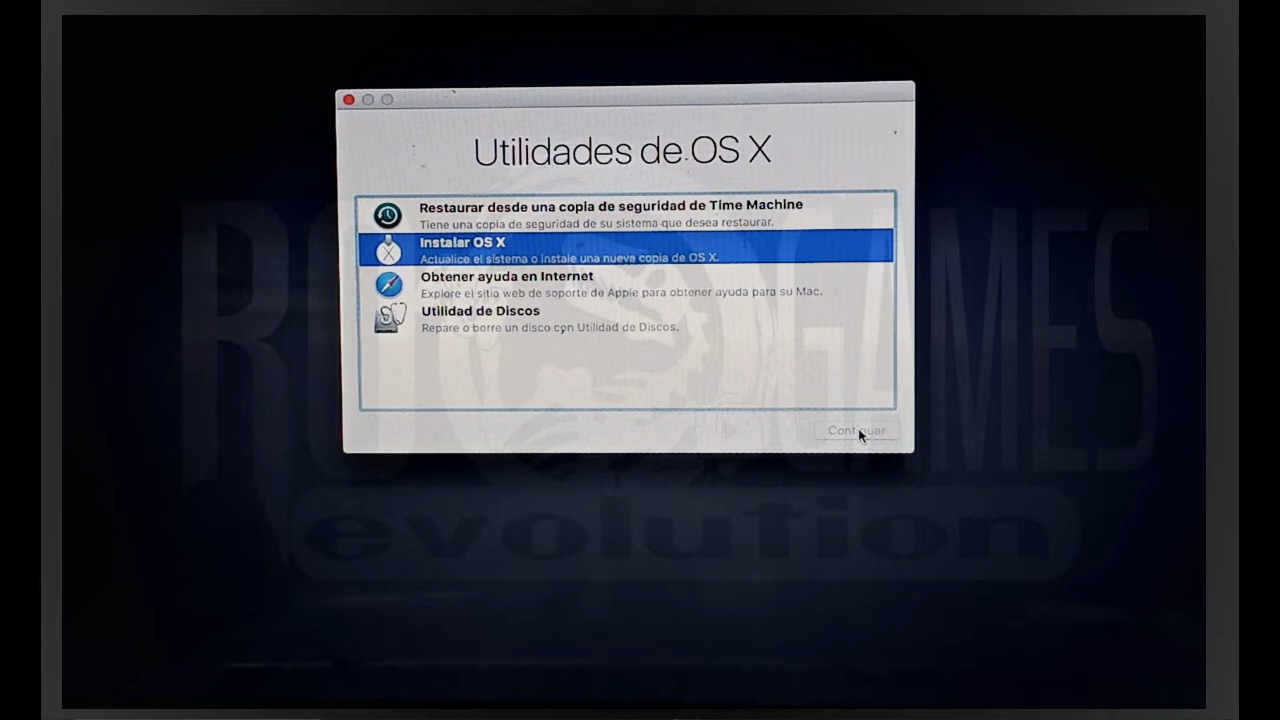 Utilidades de OS X
Restaurar desde una copia de seguridad de Time Machine
Tiene una copia de seguridad de su sistema que desea restaurar.
Instalar OS X
Actualice el sistema o instale una nueva copia de OS X.
Obtener ayuda en Internet
Explore el sitio web de soporte de Apple para obtener ayuda para su Mac.
Utilidad de Discos
Repare o borre un disco con Utilidad de Discos.
Continuar
GAMES
evolution